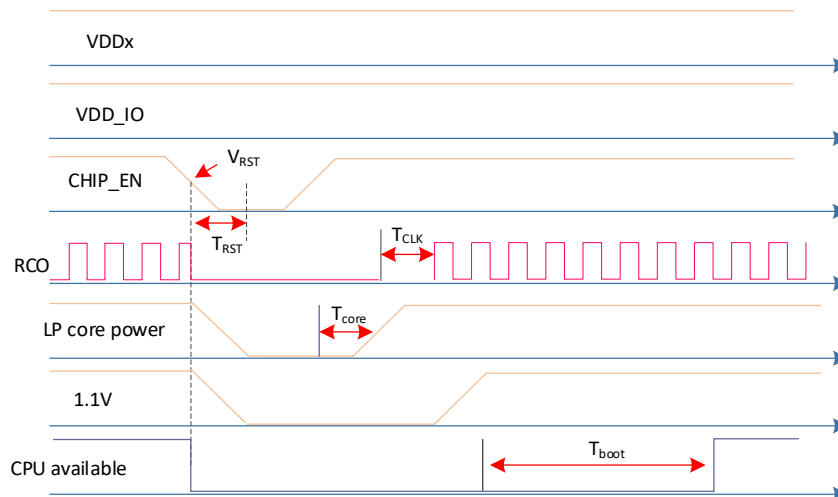 VDDx
VDD_IO
VRST
CHIP_EN
TRST
TCLK
RCO
Tcore
LP core power
1.1V
Tboot
CPU available